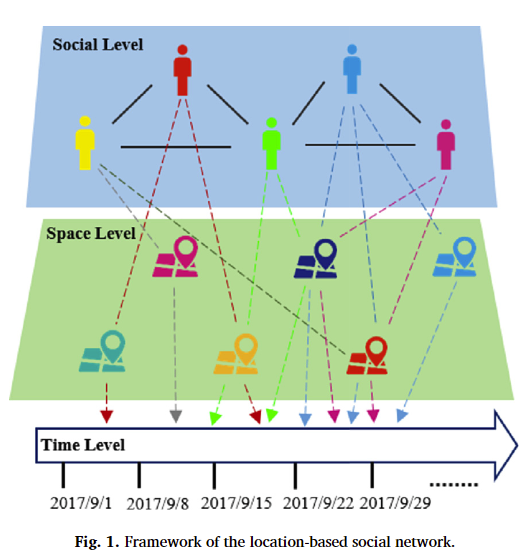 Social Level
Space Level
Time Level
2017/9/1 2017/9/8 2017/9/15 2017/9/22 2017/9/29
Fig. 1. Framework of the location-based social network.